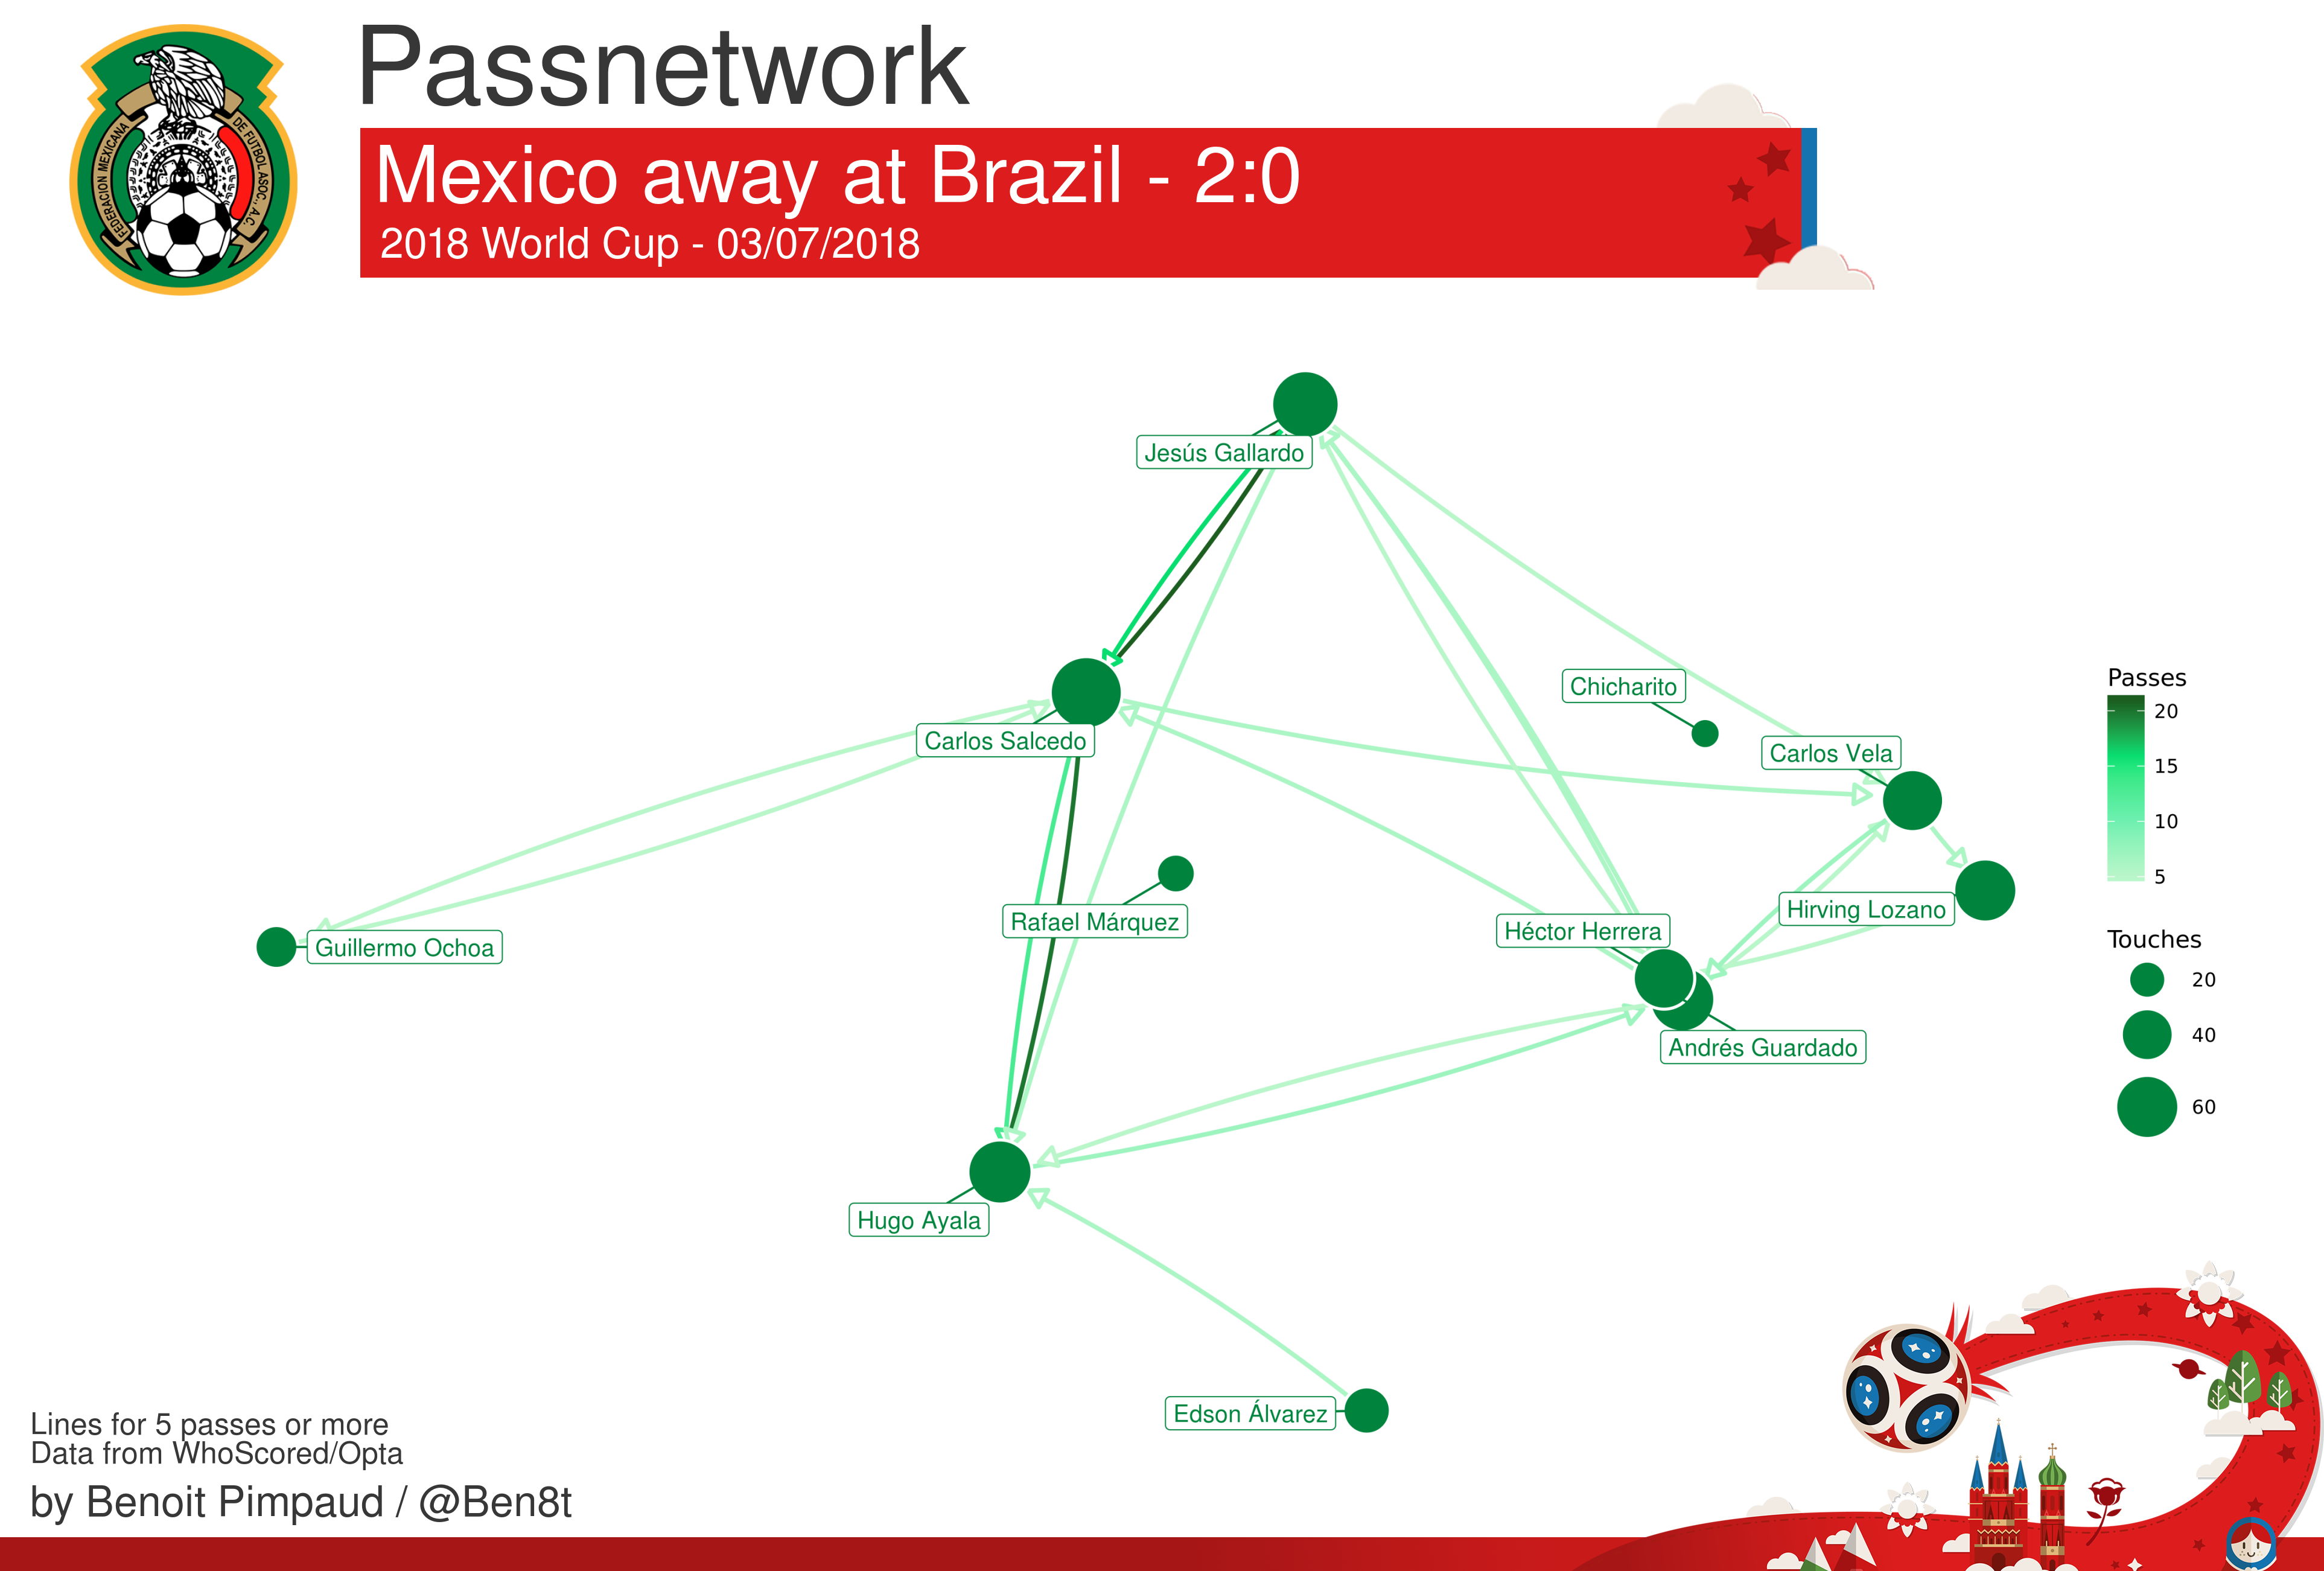 Passnetwork
Mexico away at Brazil - 2:0
2018 World Cup - 03/07/2018
FEDERACION MEXICANA
DE FUTBOL ASOC., A.C.
Jesús Gallardo
Chicharito
Carlos Salcedo
Carlos Vela
Rafael Márquez
Héctor Herrera
Hirving Lozano
Guillermo Ochoa
Andrés Guardado
Hugo Ayala
Edson Álvarez
Passes
20
15
10
5
Touches
20
40
60
Lines for 5 passes or more
Data from WhoScored/Opta
by Benoit Pimpaud / @Ben8t